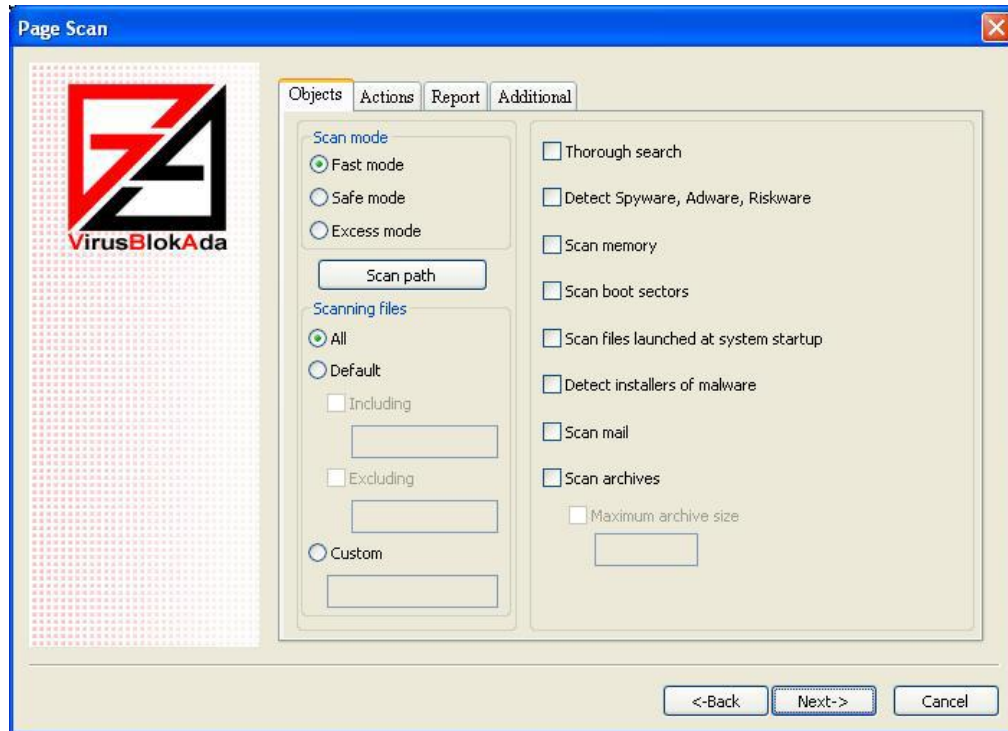 Page Scan
VirusBlokAda
Objects
Actions
Report
Additional
Scan mode
Fast mode
Safe mode
Excess mode
Scan path
Scanning files
All
Default
Including
Excluding
Custom
Thorough search
Detect Spyware, Adware, Riskware
Scan memory
Scan boot sectors
Scan files launched at system startup
Detect installers of malware
Scan mail
Scan archives
Maximum archive size
<-Back
Next->
Cancel